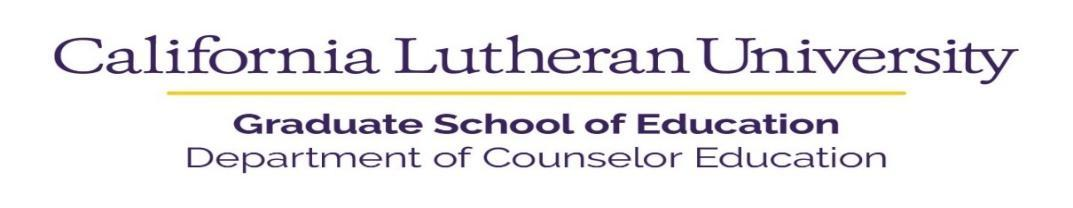 California Lutheran University
Graduate School of Education
Department of Counselor Education